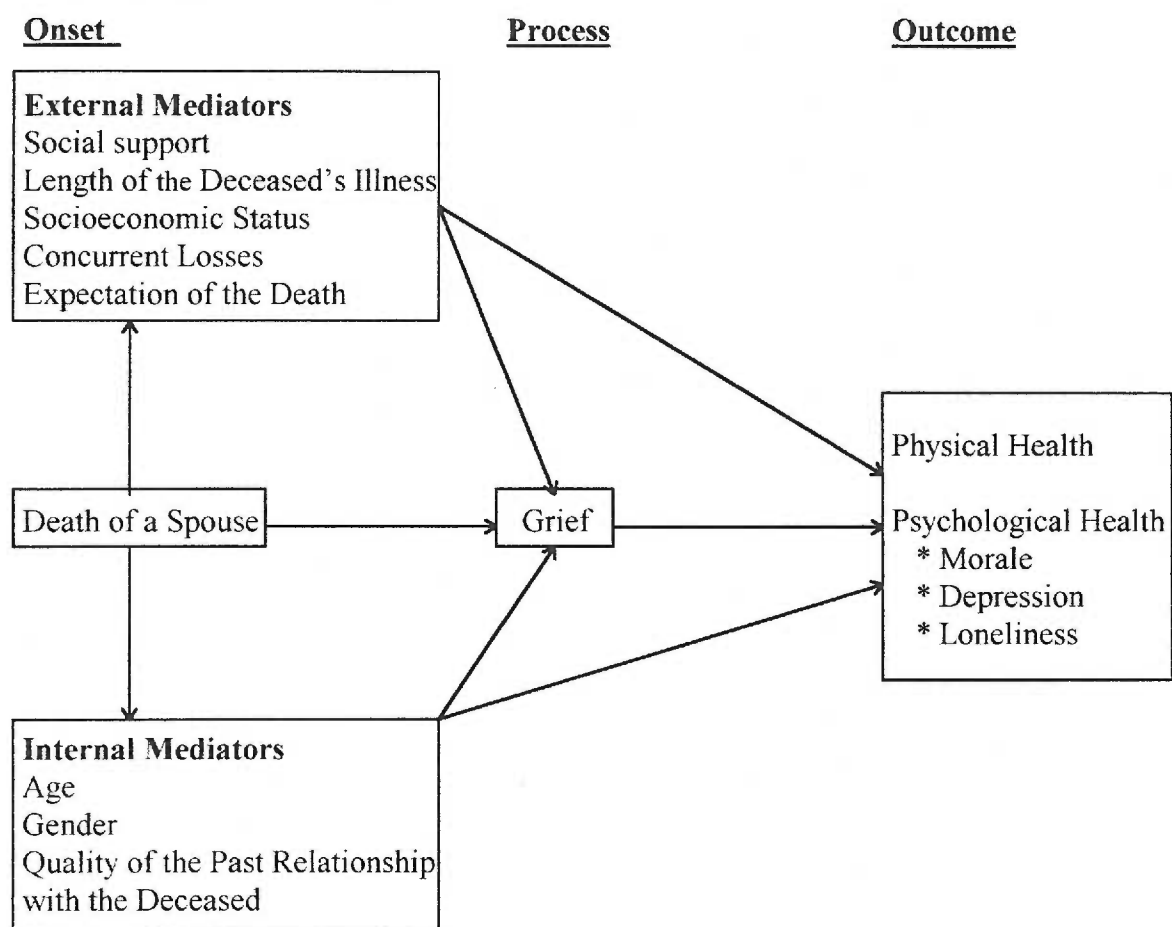 Onset Process Outcome
External Mediators
Social support
Length of the Deceased's Illness
Socioeconomic Status
Concurrent Losses
Expectation of the Death
Death of a Spouse
Grief
Physical Health
Psychological Health
* Morale
* Depression
* Loneliness
Internal Mediators
Age
Gender
Quality of the Past Relationship
with the Deceased